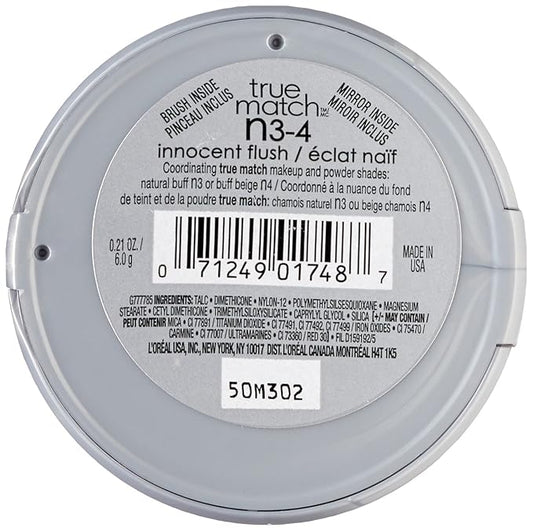 BRUSH INSIDE
PINCEAU INCLUS
true
match™/MC
MIRROR INSIDE
MIROIR INCLUS
n3-4
innocent flush / éclat naïf
Coordinating true match makeup and powder shades:
natural buff n3 or buff beige n4 / Coordonné à la nuance du fond
de teint et de la poudre true match: chamois naturel n3 ou beige chamois n4
0.21 OZ. /
6.0 g
0 71249 01748 7
MADE IN
USA
G777785 INGREDIENTS: TALC • DIMETHICONE • NYLON-12 • POLYMETHYLSILSESQUIOXANE • MAGNESIUM
STEARATE • CETYL DIMETHICONE • TRIMETHYLSILOXYSILICATE • CAPRYLYL GLYCOL • SILICA [+/- MAY CONTAIN /
PEUT CONTENIR MICA • CI 77891 / TITANIUM DIOXIDE • CI 77491, CI 77492, CI 77499 / IRON OXIDES • CI 75470 /
CARMINE • CI 77007 / ULTRAMARINES • CI 73360 / RED 30] • FIL D159192/5
L'ORÉAL USA, INC., NEW YORK, NY 10017 DIST. L'ORÉAL CANADA MONTRÉAL H4T 1K5
50M302